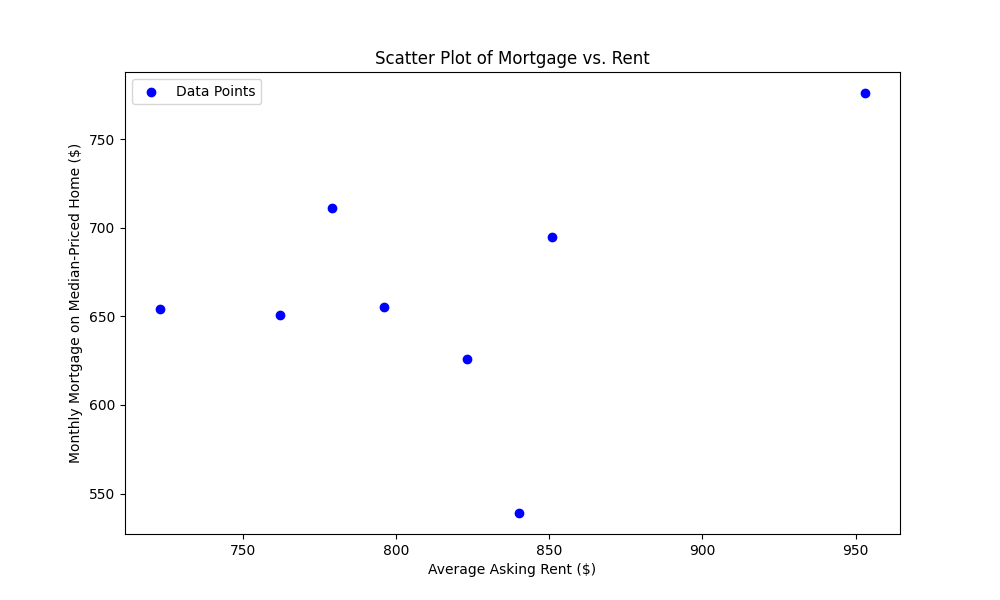 Scatter Plot of Mortgage vs. Rent
Data Points
Monthly Mortgage on Median-Priced Home ($)
750
700
650
600
550
750 800 850 900 950
Average Asking Rent ($)